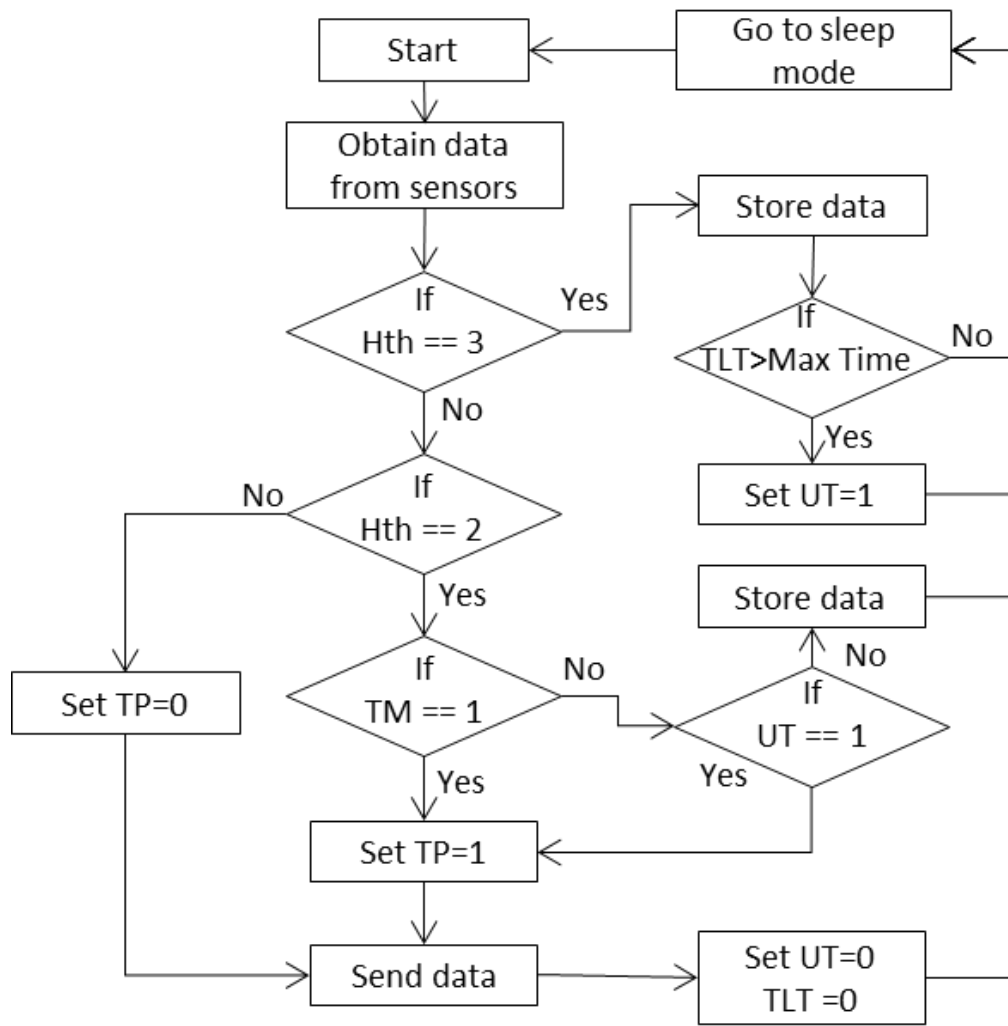 Start
Go to sleep
mode
Obtain data
from sensors
Store data
If
Hth == 3
Yes
If
TLT>Max Time
No
No
Yes
Set UT=1
If
Hth == 2
No
Yes
Store data
No
Set TP=0
If
TM == 1
No
If
UT == 1
Yes
Yes
Set TP=1
Send data
Set UT=0
TLT =0